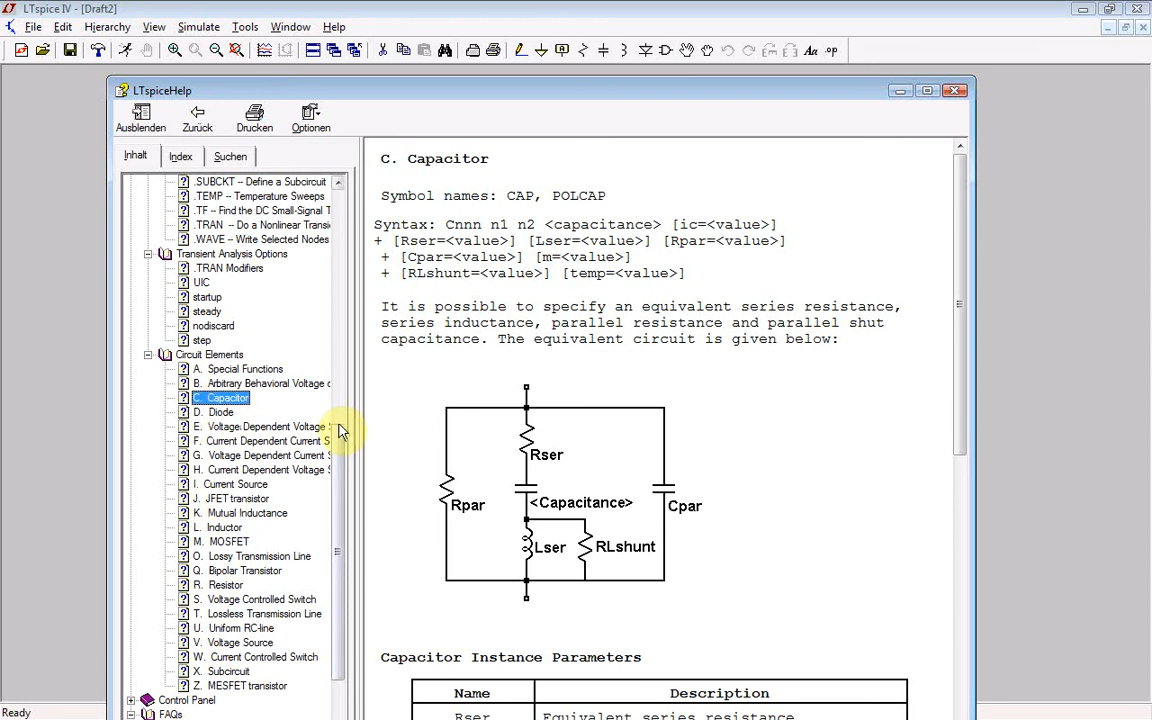 LTspice IV - [Draft2]
File Edit Hierarchy View Simulate Tools Window Help
Aa .op
LTspiceHelp
Ausblenden Zurück Drucken Optionen
Inhalt Index Suchen
.SUBCKT -- Define a Subcircuit
.TEMP -- Temperature Sweeps
.TF -- Find the DC Small-Signal T
.TRAN -- Do a Nonlinear Transi
.WAVE -- Write Selected Nodes
Transient Analysis Options
.TRAN Modifiers
UIC
startup
steady
nodiscard
step
Circuit Elements
A. Special Functions
B. Arbitrary Behavioral Voltage o
C. Capacitor
D. Diode
E. Voltage Dependent Voltage S
F. Current Dependent Current S
G. Voltage Dependent Current S
H. Current Dependent Voltage S
I. Current Source
J. JFET transistor
K. Mutual Inductance
L. Inductor
M. MOSFET
O. Lossy Transmission Line
Q. Bipolar Transistor
R. Resistor
S. Voltage Controlled Switch
T. Lossless Transmission Line
U. Uniform RC-line
V. Voltage Source
W. Current Controlled Switch
X. Subcircuit
Z. MESFET transistor
Control Panel
FAQs
C. Capacitor
Symbol names: CAP, POLCAP
Syntax: Cnnn n1 n2 <capacitance> [ic=<value>]
+ [Rser=<value>] [Lser=<value>] [Rpar=<value>]
+ [Cpar=<value>] [m=<value>]
+ [RLshunt=<value>] [temp=<value>]
It is possible to specify an equivalent series resistance,
series inductance, parallel resistance and parallel shut
capacitance. The equivalent circuit is given below:
Rser
Rpar
<Capacitance>
Cpar
Lser
RLshunt
Capacitor Instance Parameters
Name Description
Rser Equivalent series resistance
Ready